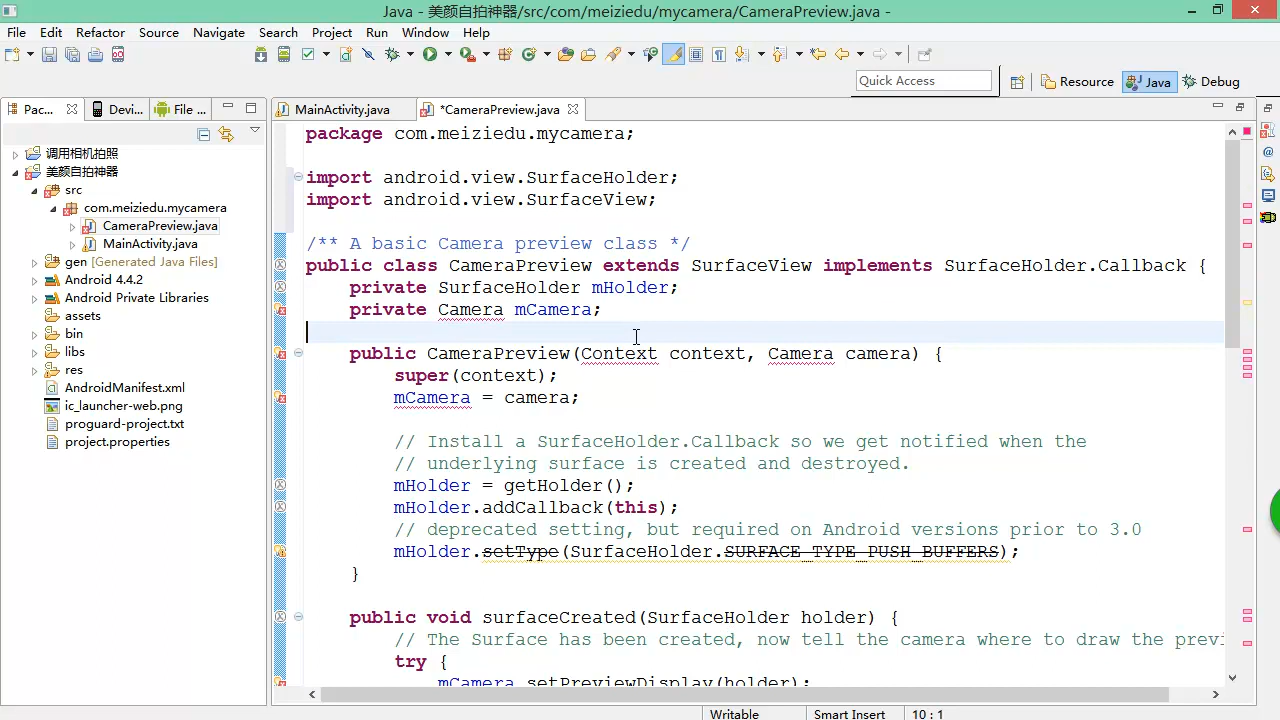 Java - 美颜自拍神器/src/com/meiziedu/mycamera/CameraPreview.java -
File Edit Refactor Source Navigate Search Project Run Window Help
Quick Access
Resource Java Debug
Pac... Devi... File ...
MainActivity.java *CameraPreview.java
调用相机拍照
美颜自拍神器
src
com.meiziedu.mycamera
CameraPreview.java
MainActivity.java
gen [Generated Java Files]
Android 4.4.2
Android Private Libraries
assets
bin
libs
res
AndroidManifest.xml
ic_launcher-web.png
proguard-project.txt
project.properties
package com.meiziedu.mycamera;
import android.view.SurfaceHolder;
import android.view.SurfaceView;
/** A basic Camera preview class */
public class CameraPreview extends SurfaceView implements SurfaceHolder.Callback {
private SurfaceHolder mHolder;
private Camera mCamera;
public CameraPreview(Context context, Camera camera) {
super(context);
mCamera = camera;
// Install a SurfaceHolder.Callback so we get notified when the
// underlying surface is created and destroyed.
mHolder = getHolder();
mHolder.addCallback(this);
// deprecated setting, but required on Android versions prior to 3.0
mHolder.setType(SurfaceHolder.SURFACE_TYPE_PUSH_BUFFERS);
}
public void surfaceCreated(SurfaceHolder holder) {
// The Surface has been created, now tell the camera where to draw the previ
try {
mCamera.setPreviewDisplay(holder);
Writable Smart Insert 10 : 1